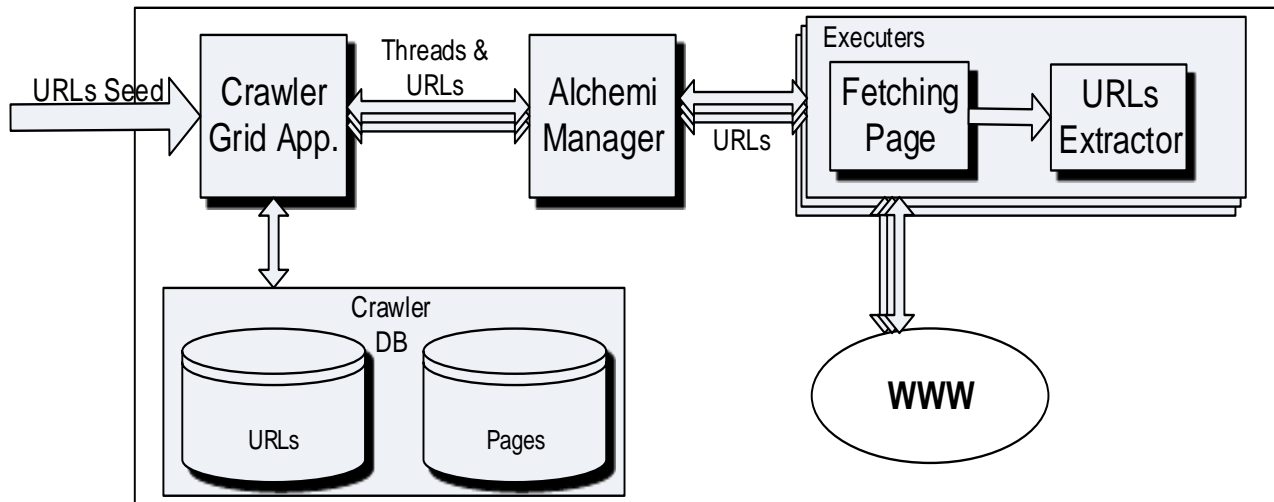 URLs Seed
Crawler
Grid App.
Threads &
URLs
Alchemi
Manager
URLs
Executers
Fetching
Page
URLs
Extractor
Crawler
DB
URLs
Pages
WWW